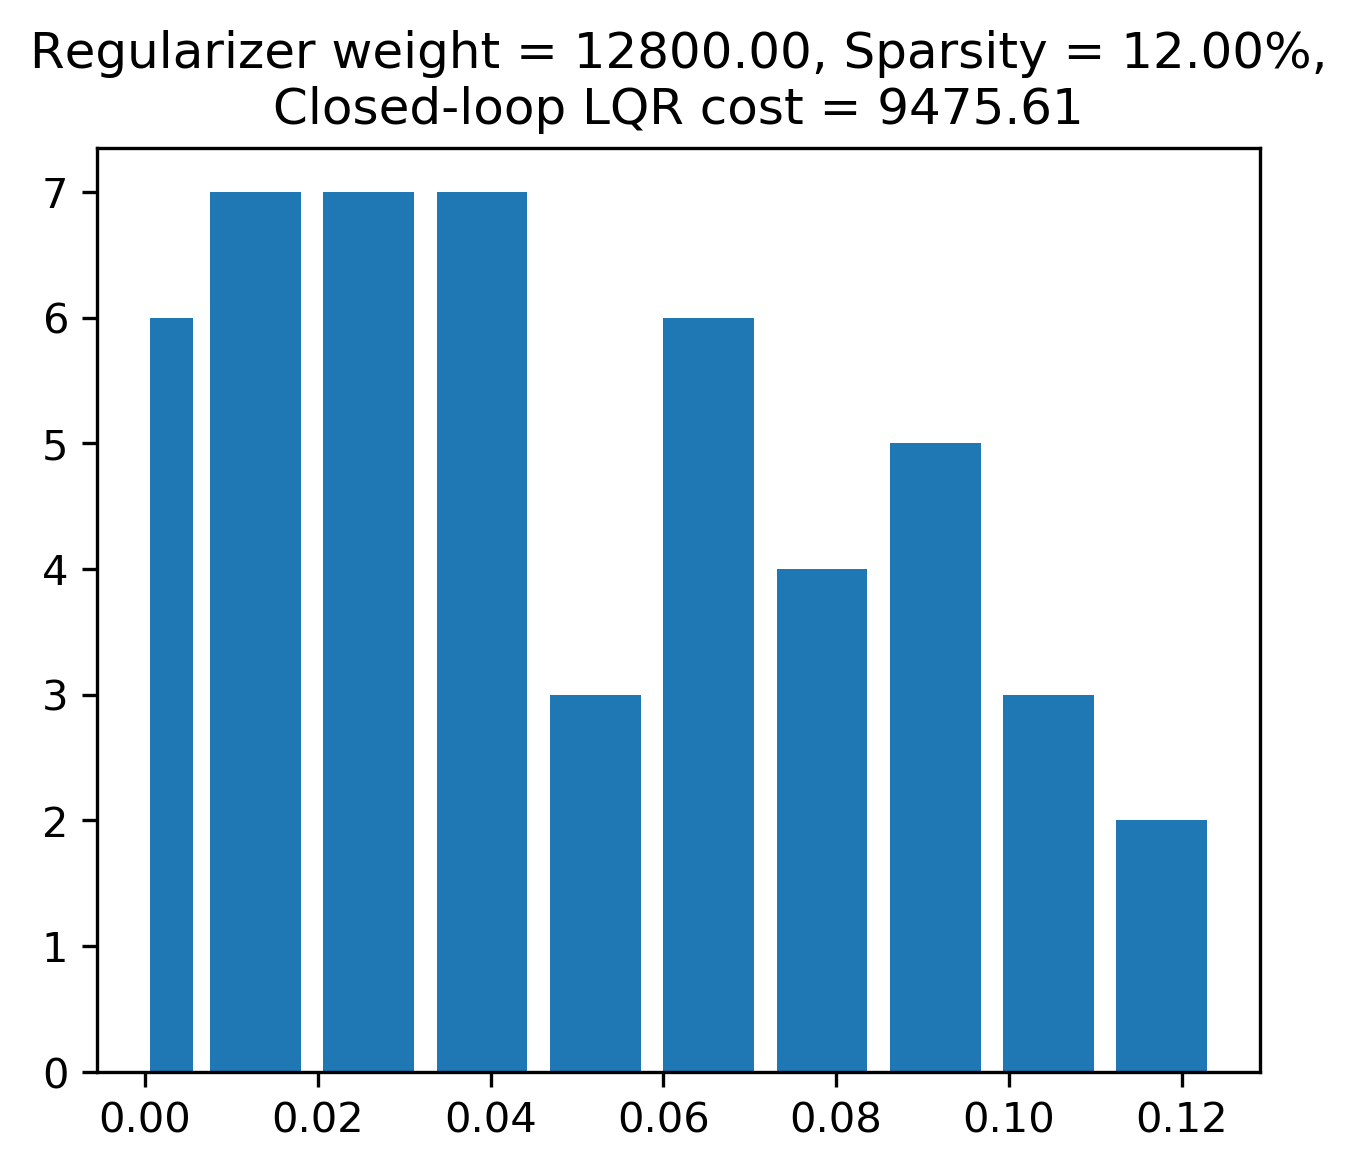 Regularizer weight = 12800.00, Sparsity = 12.00%,
Closed-loop LQR cost = 9475.61
7
6
5
4
3
2
1
0
0.00 0.02 0.04 0.06 0.08 0.10 0.12